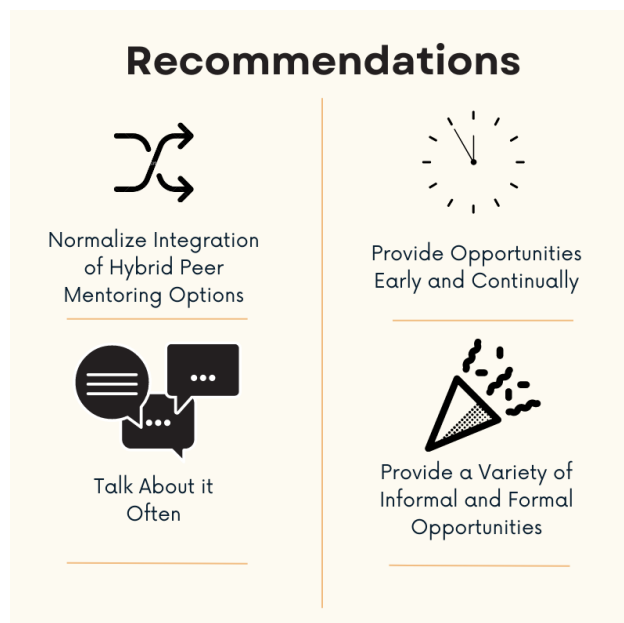 Recommendations
Normalize Integration
of Hybrid Peer
Mentoring Options
Provide Opportunities
Early and Continually
Talk About it
Often
Provide a Variety of
Informal and Formal
Opportunities